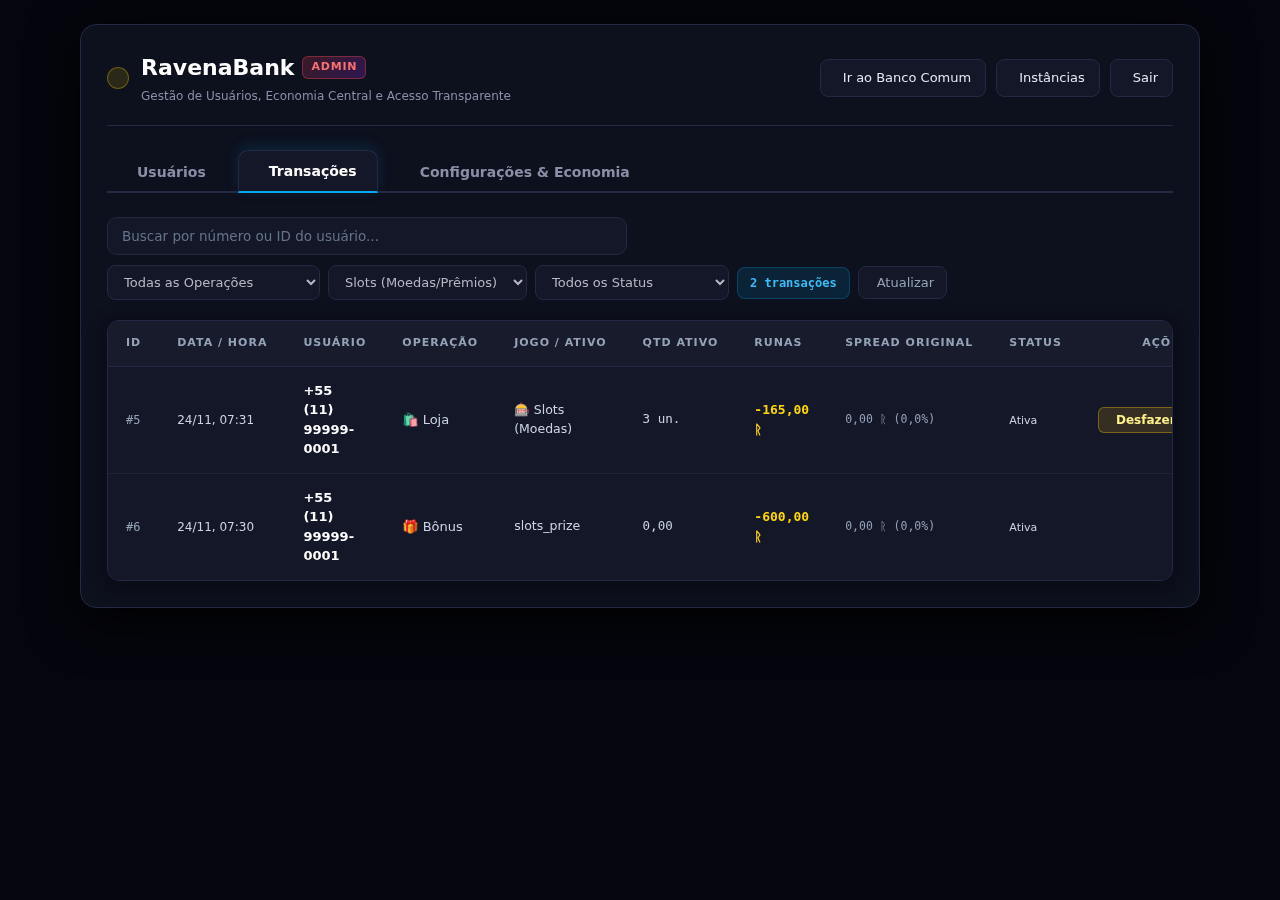 RavenaBank ADMIN
Gestão de Usuários, Economia Central e Acesso Transparente
Ir ao Banco Comum
Instâncias
Sair
Usuários
Transações
Configurações & Economia
Buscar por número ou ID do usuário...
Todas as Operações
Slots (Moedas/Prêmios)
Todos os Status
2 transações
Atualizar
ID DATA / HORA USUÁRIO OPERAÇÃO JOGO / ATIVO QTD ATIVO RUNAS SPREAD ORIGINAL STATUS AÇÕ
#5
24/11, 07:31
+55
(11)
99999-
0001
🛍️ Loja
🎰 Slots
(Moedas)
3 un.
-165,00
ᚱ
0,00 ᚱ (0,0%)
Ativa
Desfazer
#6
24/11, 07:30
+55
(11)
99999-
0001
🎁 Bônus
slots_prize
0,00
-600,00
ᚱ
0,00 ᚱ (0,0%)
Ativa